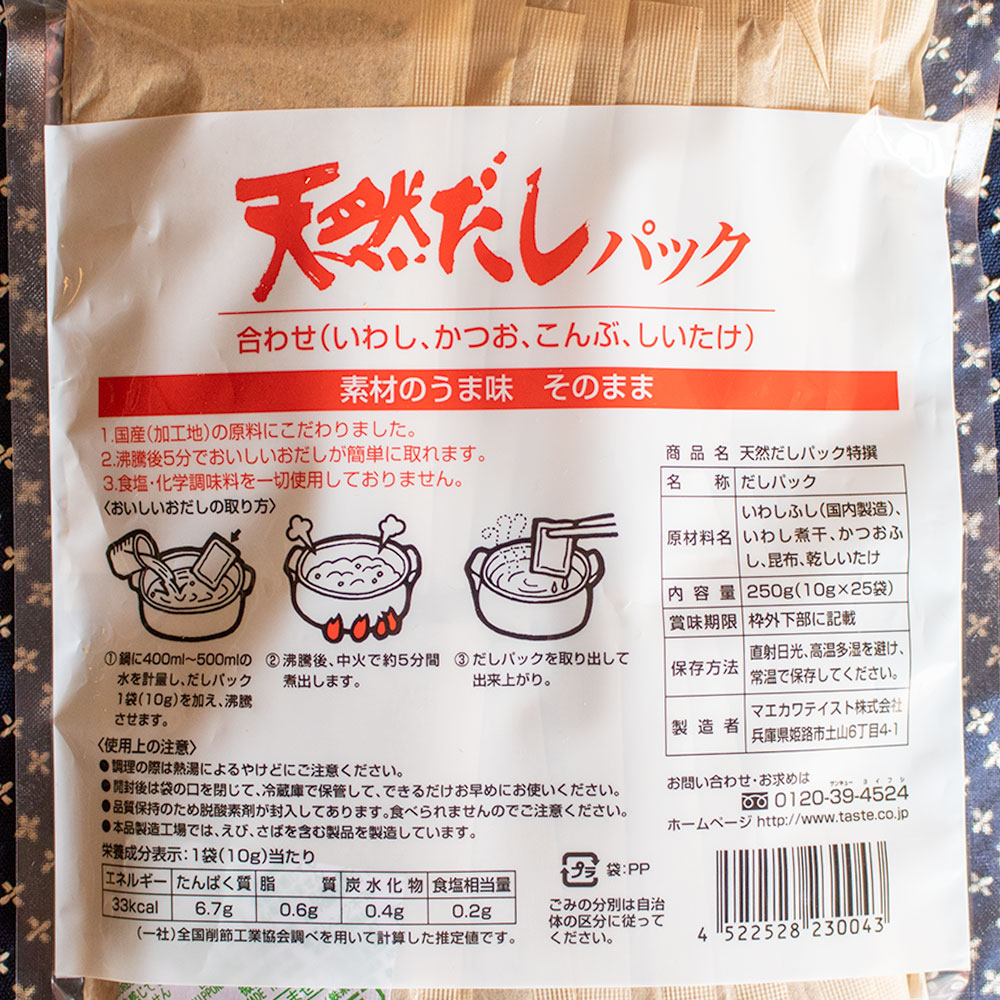 天然だしパック
合わせ(いわし、かつお、こんぶ、しいたけ)
素材のうま味 そのまま
1.国産(加工地)の原料にこだわりました。
2.沸騰後5分でおいしいおだしが簡単に取れます。
3.食塩・化学調味料を一切使用しておりません。
〈おいしいおだしの取り方〉
①鍋に400ml〜500mlの
水を計量し、だしパック
1袋(10g)を加え、沸騰
させます。
②沸騰後、中火で約5分間
煮出します。
③だしパックを取り出して
出来上がり。
〈使用上の注意〉
●調理の際は熱湯によるやけどにご注意ください。
●開封後は袋の口を閉じて、冷蔵庫で保管して、できるだけお早めにお使いください。
●品質保持のため脱酸素剤が封入してあります。食べられませんのでご注意ください。
●本品製造工場では、えび、さばを含む製品を製造しています。
栄養成分表示:1袋(10g)当たり
エネルギー たんぱく質 脂質 炭水化物 食塩相当量
33kcal 6.7g 0.6g 0.4g 0.2g
(一社)全国削節工業協会調べを用いて計算した推定値です。
商品名 天然だしパック特撰
名称 だしパック
原材料名 いわしふし(国内製造)、
いわし煮干、かつおふ
し、昆布、乾しいたけ
内容量 250g(10g×25袋)
賞味期限 枠外下部に記載
保存方法 直射日光、高温多湿を避け、
常温で保存してください。
製造者 マエカワテイスト株式会社
兵庫県姫路市土山6丁目4-1
お問い合わせ・お求めは
サンキュー ヨイフシ
0120-39-4524
ホームページ http://www.taste.co.jp
プラ 袋:PP
ごみの分別は自治
体の区分に従って
ください。
4 522528 230043